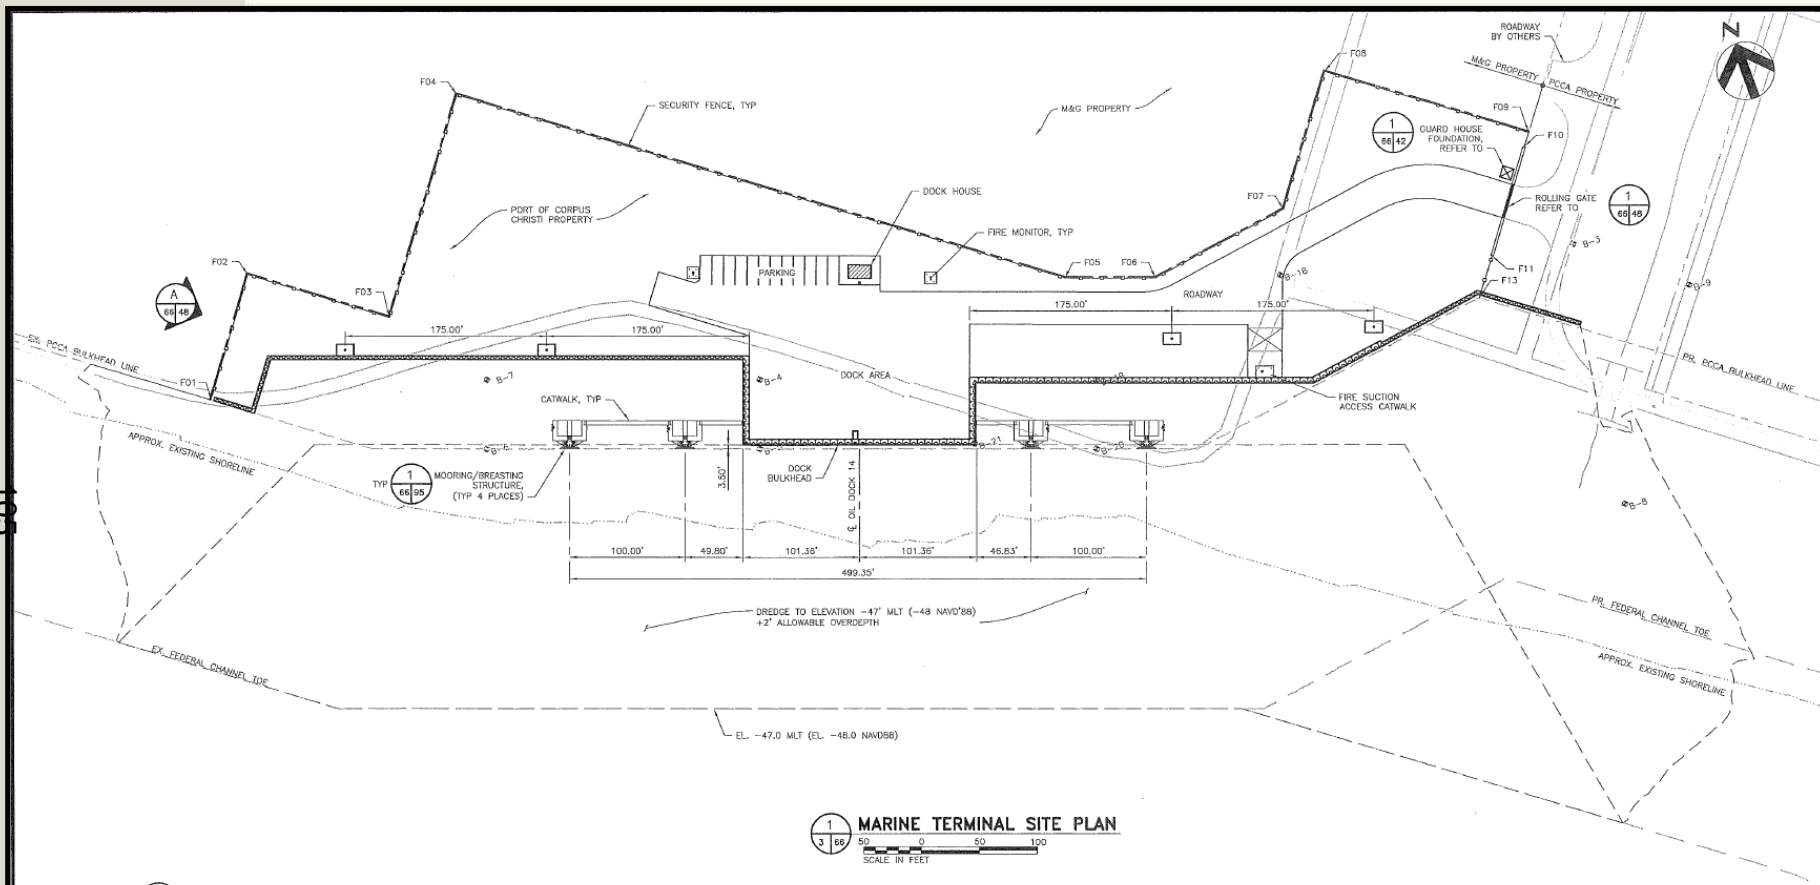 ROADWAY
BY OTHERS
N
M&G PROPERTY
PCCA PROPERTY
F08
F04
SECURITY FENCE, TYP
M&G PROPERTY
F09
F10
1
66 42
GUARD HOUSE
FOUNDATION,
REFER TO
DOCK HOUSE
F07
ROLLING GATE
REFER TO
1
66 48
PORT OF CORPUS
CHRISTI PROPERTY
FIRE MONITOR, TYP
B-3
F02
F05
F06
F11
F13
PARKING
B-18
B-9
A
66 48
F03
ROADWAY
175.00'
175.00'
175.00'
175.00'
EX. PCCA BULKHEAD LINE
PR. PCCA BULKHEAD LINE
F01
B-7
B-4
DOCK AREA
B-19
CATWALK, TYP
FIRE SUCTION
ACCESS CATWALK
APPROX. EXISTING SHORELINE
B-6
B-21
B-20
TYP
1
66 95
MOORING/BREASTING
STRUCTURE,
(TYP 4 PLACES)
3.50'
DOCK
BULKHEAD
℄ OIL DOCK 14
B-8
105
100.00'
49.80'
101.36'
101.36'
46.83'
100.00'
499.35'
DREDGE TO ELEVATION -47' MLT (-48 NAVD'88)
+2' ALLOWABLE OVERDEPTH
PR. FEDERAL CHANNEL TOE
EX. FEDERAL CHANNEL TOE
APPROX. EXISTING SHORELINE
EL. -47.0 MLT (EL. -48.0 NAVD88)
1
3 66
MARINE TERMINAL SITE PLAN
50 0 50 100
SCALE IN FEET